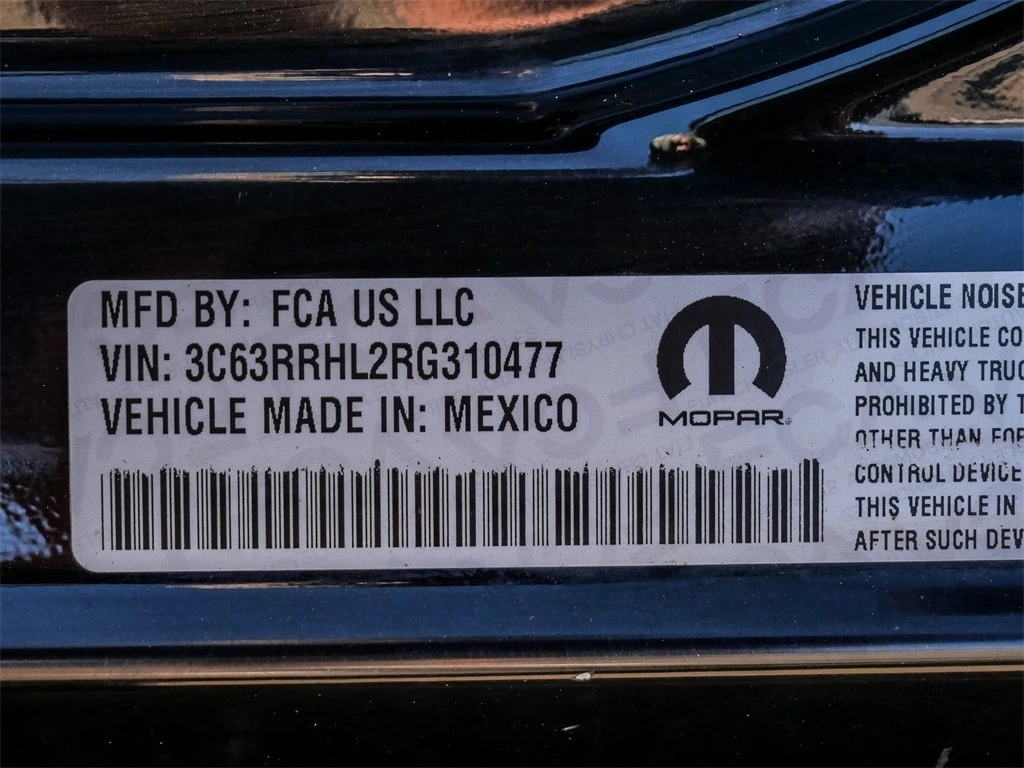 MFD BY: FCA US LLC
VIN: 3C63RRHL2RG310477
VEHICLE MADE IN: MEXICO
MOPAR®
VEHICLE NOISE
THIS VEHICLE CO
AND HEAVY TRUC
PROHIBITED BY T
OTHER THAN FOR
CONTROL DEVICE
THIS VEHICLE IN
AFTER SUCH DEV